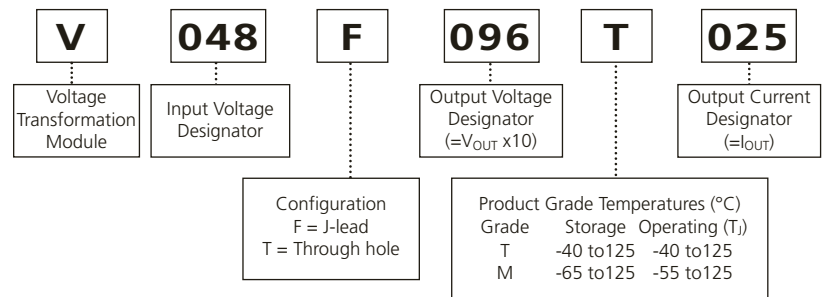 V 048 F 096 T 025
Voltage
Transformation
Module
Input Voltage
Designator
Output Voltage
Designator
(=VOUT x10)
Output Current
Designator
(=IOUT)
Configuration
F = J-lead
T = Through hole
Product Grade Temperatures (°C)
Grade Storage Operating (TJ)
T -40 to125 -40 to125
M -65 to125 -55 to125